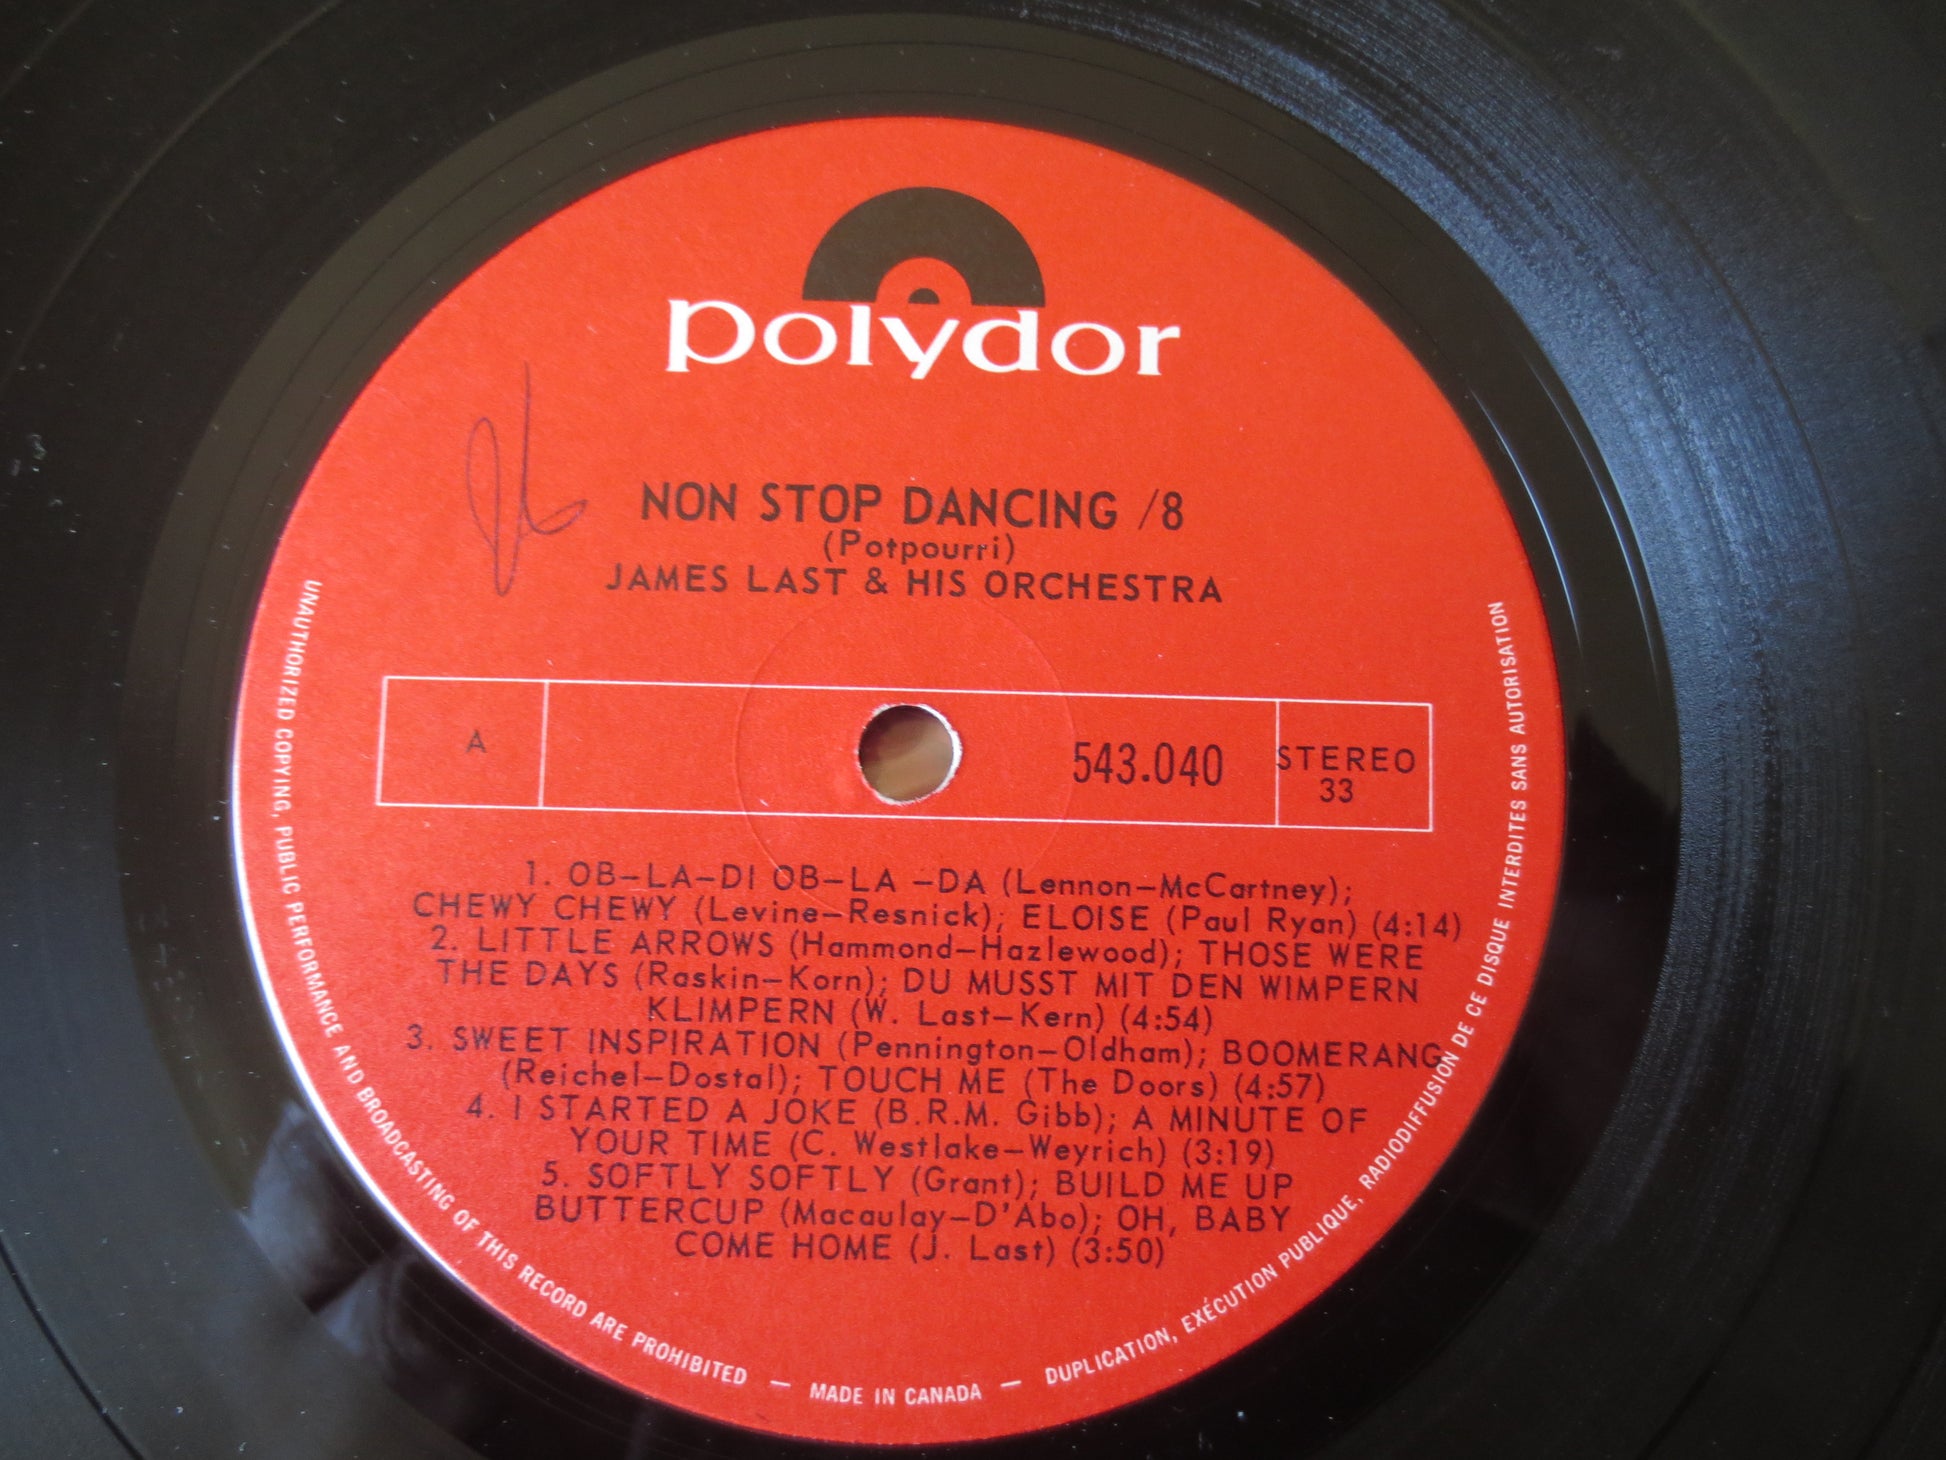 polydor
NON STOP DANCING /8
(Potpourri)
JAMES LAST & HIS ORCHESTRA
A
543.040
STEREO
33
1. OB-LA-DI OB-LA -DA (Lennon-McCartney);
CHEWY CHEWY (Levine-Resnick); ELOISE (Paul Ryan) (4:14)
2. LITTLE ARROWS (Hammond-Hazlewood); THOSE WERE
THE DAYS (Raskin-Korn); DU MUSST MIT DEN WIMPERN
KLIMPERN (W. Last-Kern) (4:54)
3. SWEET INSPIRATION (Pennington-Oldham); BOOMERANG
(Reichel-Dostal); TOUCH ME (The Doors) (4:57)
4. I STARTED A JOKE (B.R.M. Gibb); A MINUTE OF
YOUR TIME (C. Westlake-Weyrich) (3:19)
5. SOFTLY SOFTLY (Grant); BUILD ME UP
BUTTERCUP (Macaulay-D'Abo); OH, BABY
COME HOME (J. Last) (3:50)
UNAUTHORIZED COPYING, PUBLIC PERFORMANCE AND BROADCASTING OF THIS RECORD ARE PROHIBITED — MADE IN CANADA — DUPLICATION, EXÉCUTION PUBLIQUE, RADIODIFFUSION DE CE DISQUE INTERDITES SANS AUTORISATION